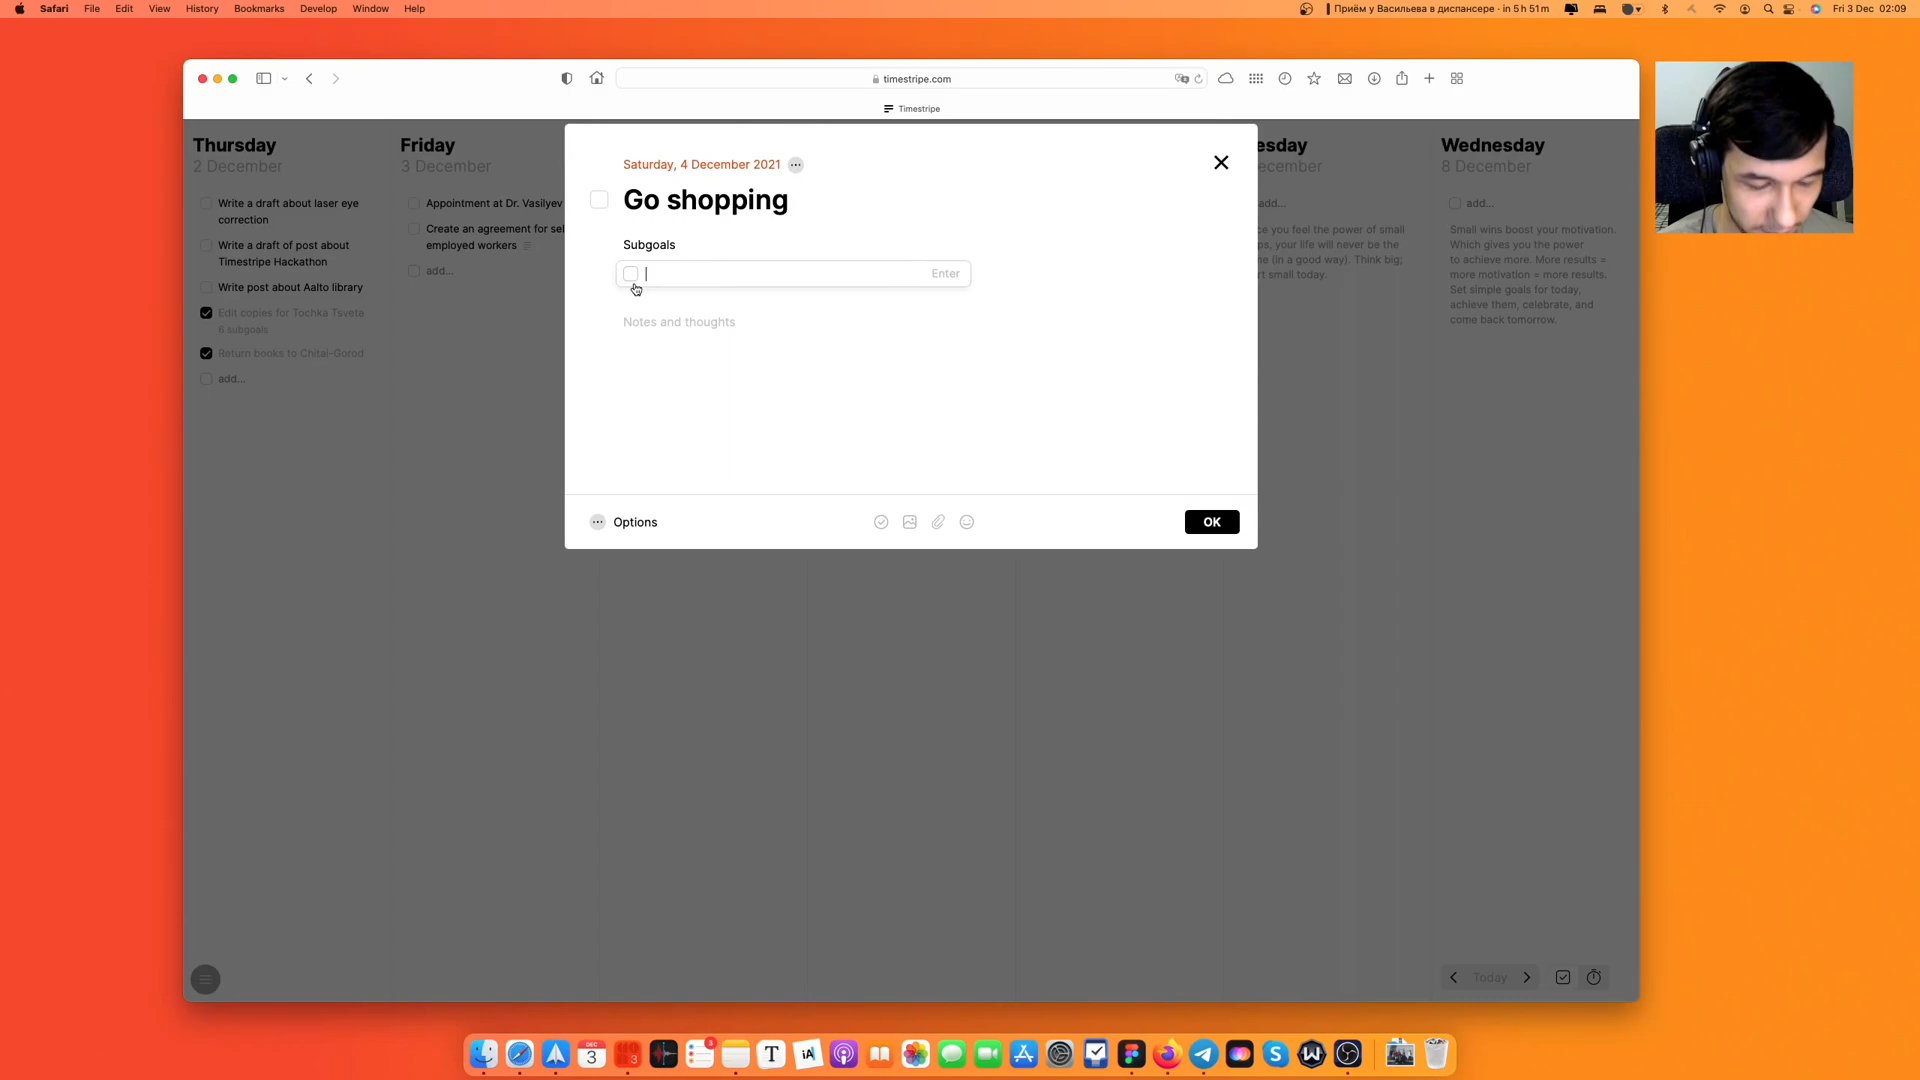 Safari File Edit View History Bookmarks Develop Window Help
Приём у Васильева в диспансере · in 5 h 51 m
Fri 3 Dec 02:09
timestripe.com
Timestripe
Thursday
2 December
Write a draft about laser eye
correction
Write a draft of post about
Timestripe Hackathon
Write post about Aalto library
Edit copies for Tochka Tsveta
6 subgoals
Return books to Chitai-Gorod
add...
Friday
3 December
Appointment at Dr. Vasilyev
Create an agreement for sel
employed workers
add...
Saturday, 4 December 2021
Go shopping
Subgoals
Enter
Notes and thoughts
Options
OK
esday
ecember
add...
ce you feel the power of small
ps, your life will never be the
e (in a good way). Think big;
rt small today.
Wednesday
8 December
add...
Small wins boost your motivation.
Which gives you the power
to achieve more. More results =
more motivation = more results.
Set simple goals for today,
achieve them, celebrate, and
come back tomorrow.
Today
DEC
3
3
3
T
iA
W